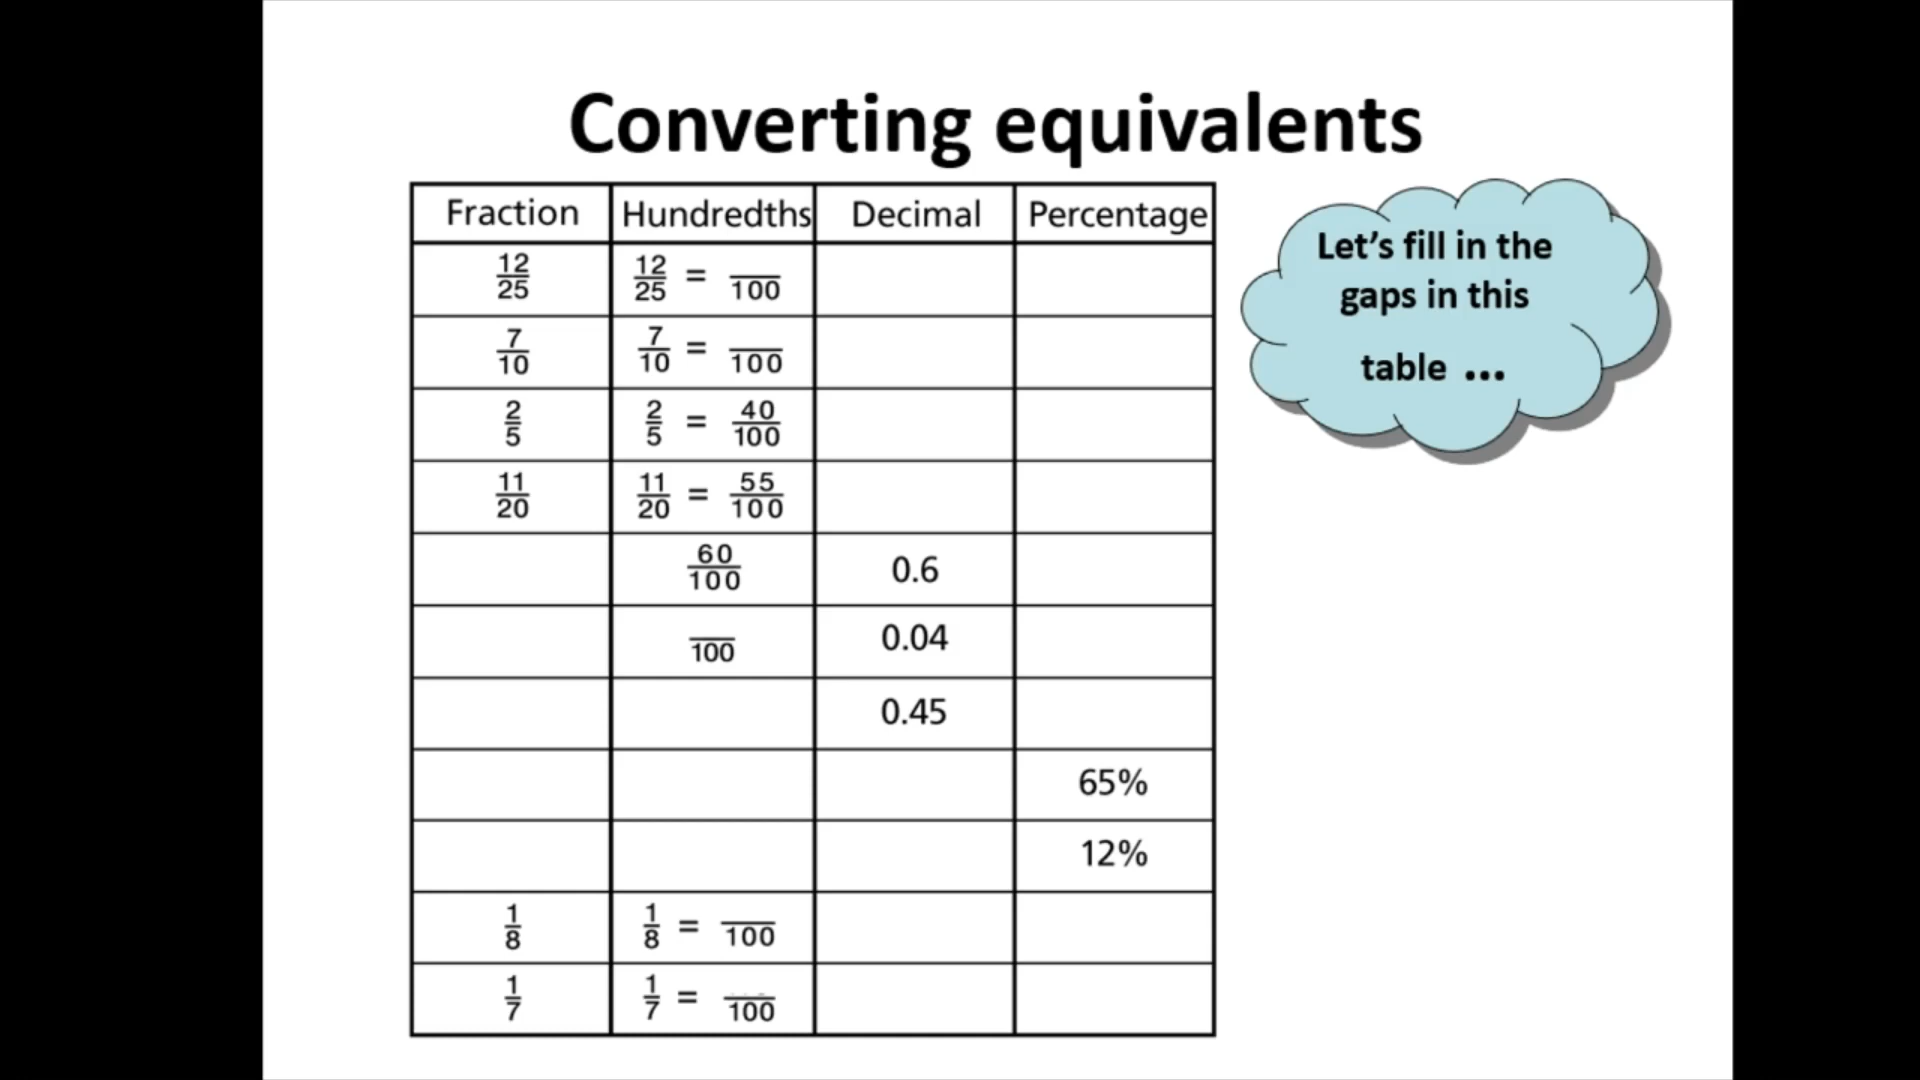 Converting equivalents
Fraction Hundredths Decimal Percentage
12/25 12/25 = /100
7/10 7/10 = /100
2/5 2/5 = 40/100
11/20 11/20 = 55/100
60/100 0.6
/100 0.04
0.45
65%
12%
1/8 1/8 = /100
1/7 1/7 = /100
Let's fill in the
gaps in this
table ...